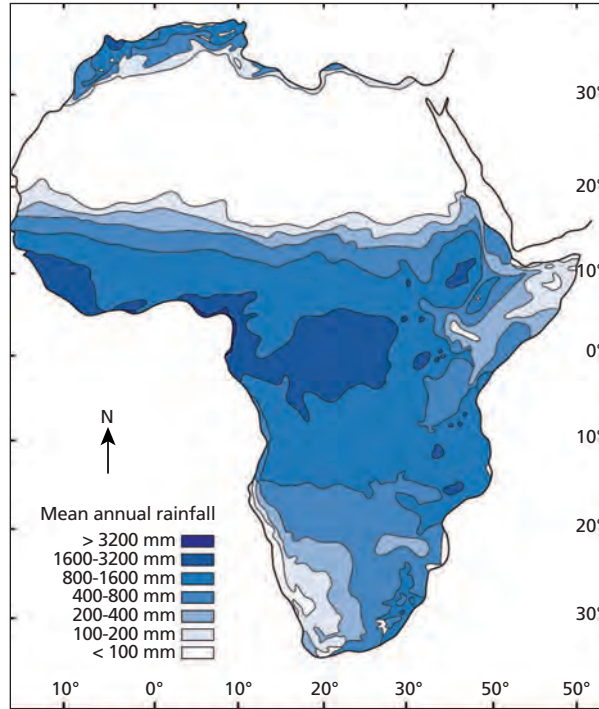 30°
20°
10°
0°
N
10°
Mean annual rainfall
> 3200 mm
1600-3200 mm
20°
800-1600 mm
400-800 mm
200-400 mm
30°
100-200 mm
< 100 mm
10° 0° 10° 20° 30° 50° 50°